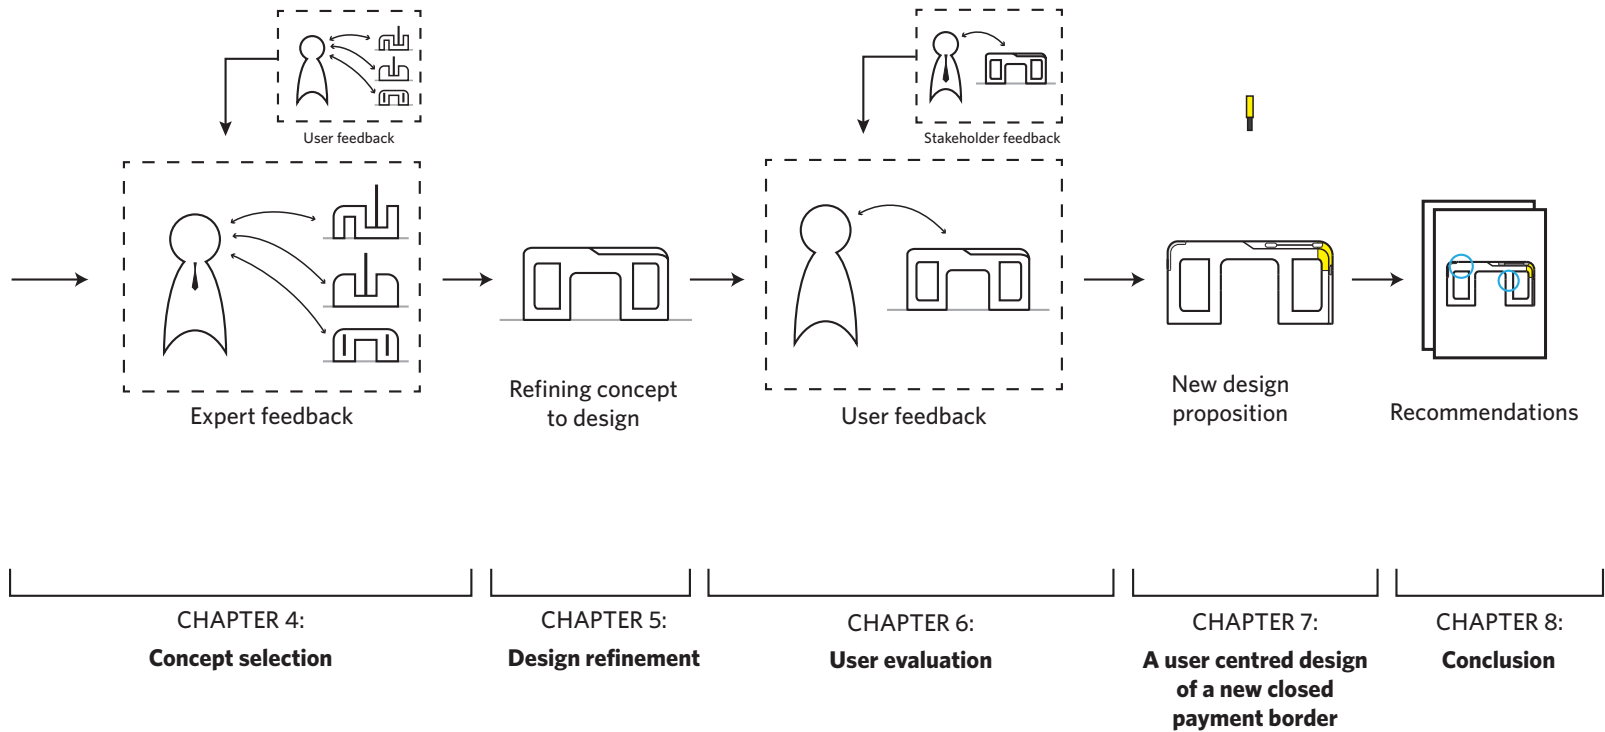 User feedback
Stakeholder feedback
Expert feedback
Refining concept
to design
User feedback
New design
proposition
Recommendations
CHAPTER 4:
Concept selection
CHAPTER 5:
Design refinement
CHAPTER 6:
User evaluation
CHAPTER 7:
A user centred design
of a new closed
payment border
CHAPTER 8:
Conclusion